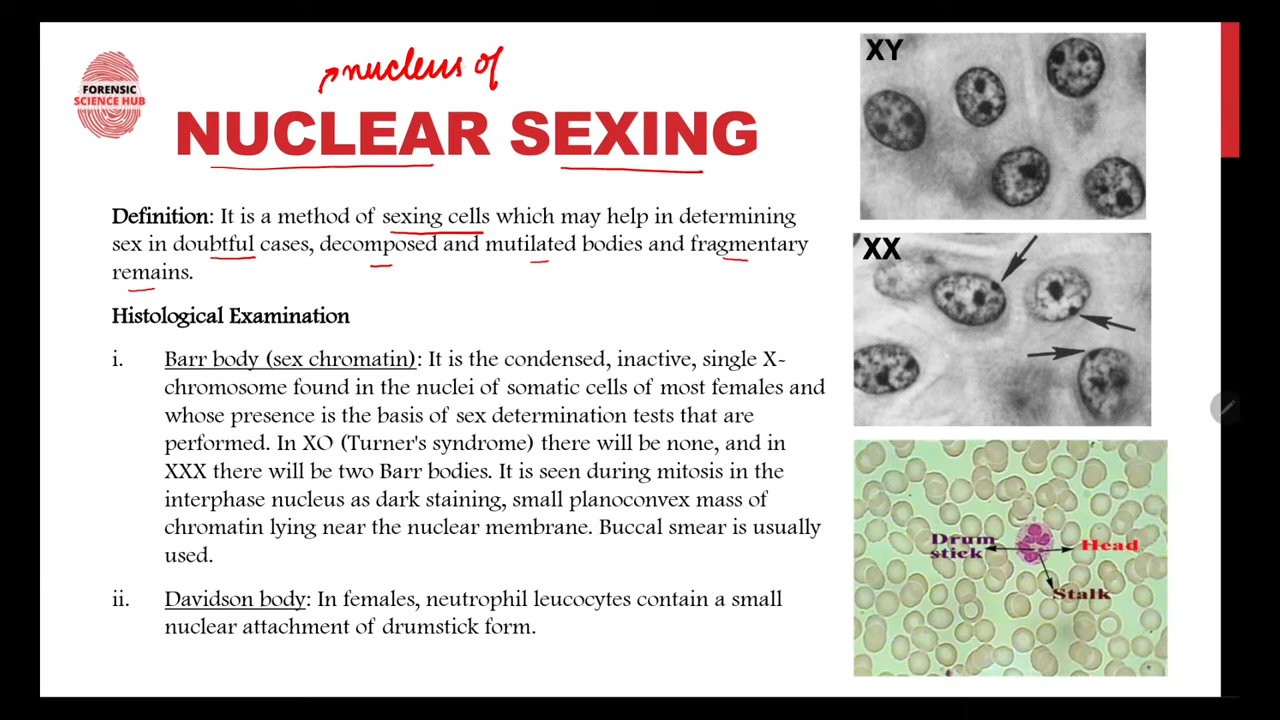 nucleus of
FORENSIC
SCIENCE HUB
NUCLEAR SEXING
Definition: It is a method of sexing cells which may help in determining
sex in doubtful cases, decomposed and mutilated bodies and fragmentary
remains.
Histological Examination
i. Barr body (sex chromatin): It is the condensed, inactive, single X-
chromosome found in the nuclei of somatic cells of most females and
whose presence is the basis of sex determination tests that are
performed. In XO (Turner's syndrome) there will be none, and in
XXX there will be two Barr bodies. It is seen during mitosis in the
interphase nucleus as dark staining, small planoconvex mass of
chromatin lying near the nuclear membrane. Buccal smear is usually
used.
ii. Davidson body: In females, neutrophil leucocytes contain a small
nuclear attachment of drumstick form.
XY
XX
Drum
stick
Head
Stalk